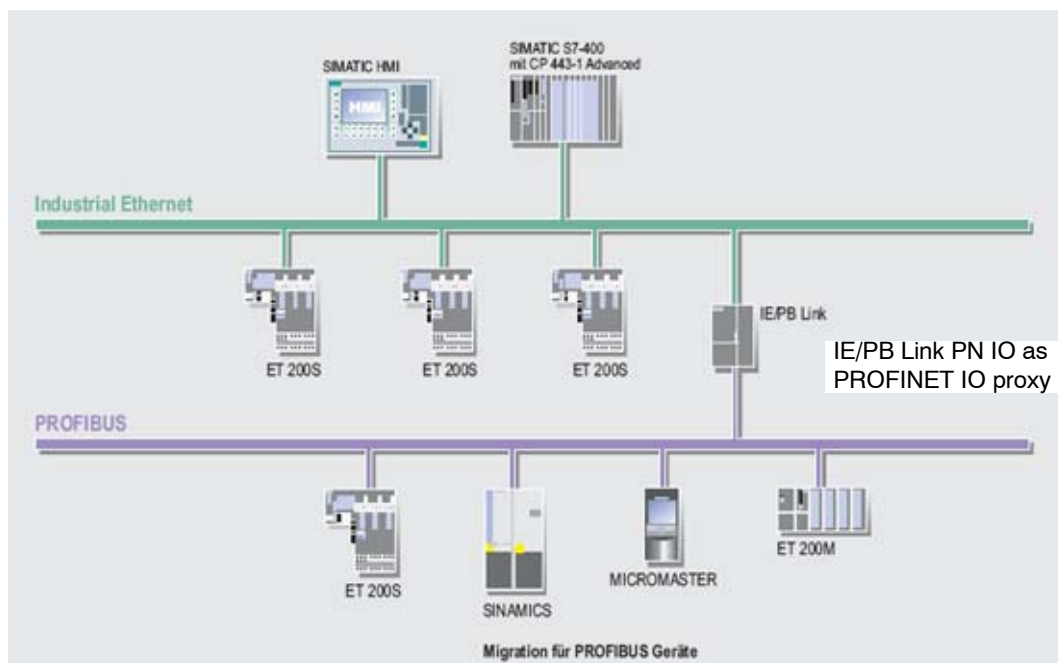 SIMATIC HMI
SIMATIC S7-400
mit CP 443-1 Advanced
HMI
Industrial Ethernet
ET 200S
ET 200S
ET 200S
IE/PB Link
IE/PB Link PN IO as
PROFINET IO proxy
PROFIBUS
ET 200S
SINAMICS
MICROMASTER
ET 200M
Migration für PROFIBUS Geräte